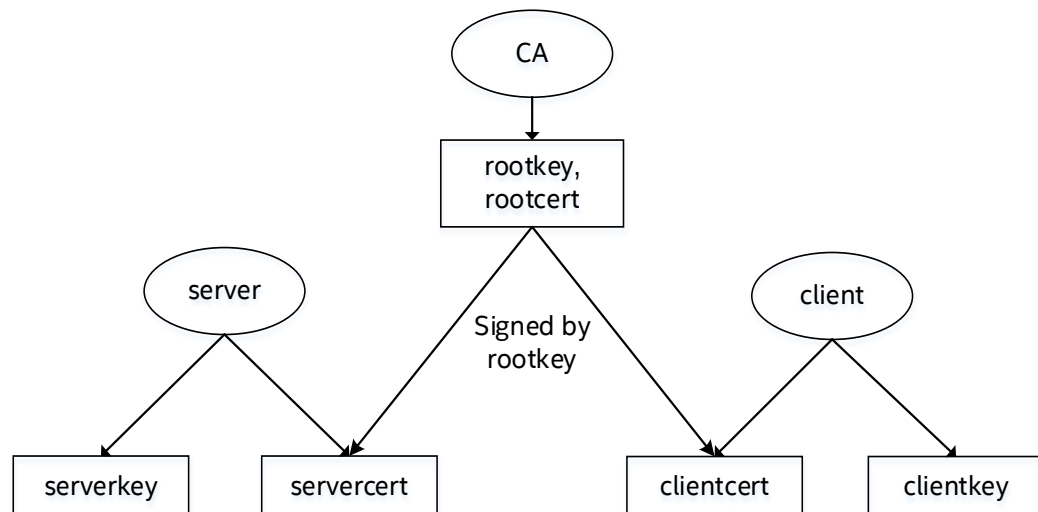 CA
rootkey,
rootcert
server
client
Signed by
rootkey
serverkey
servercert
clientcert
clientkey